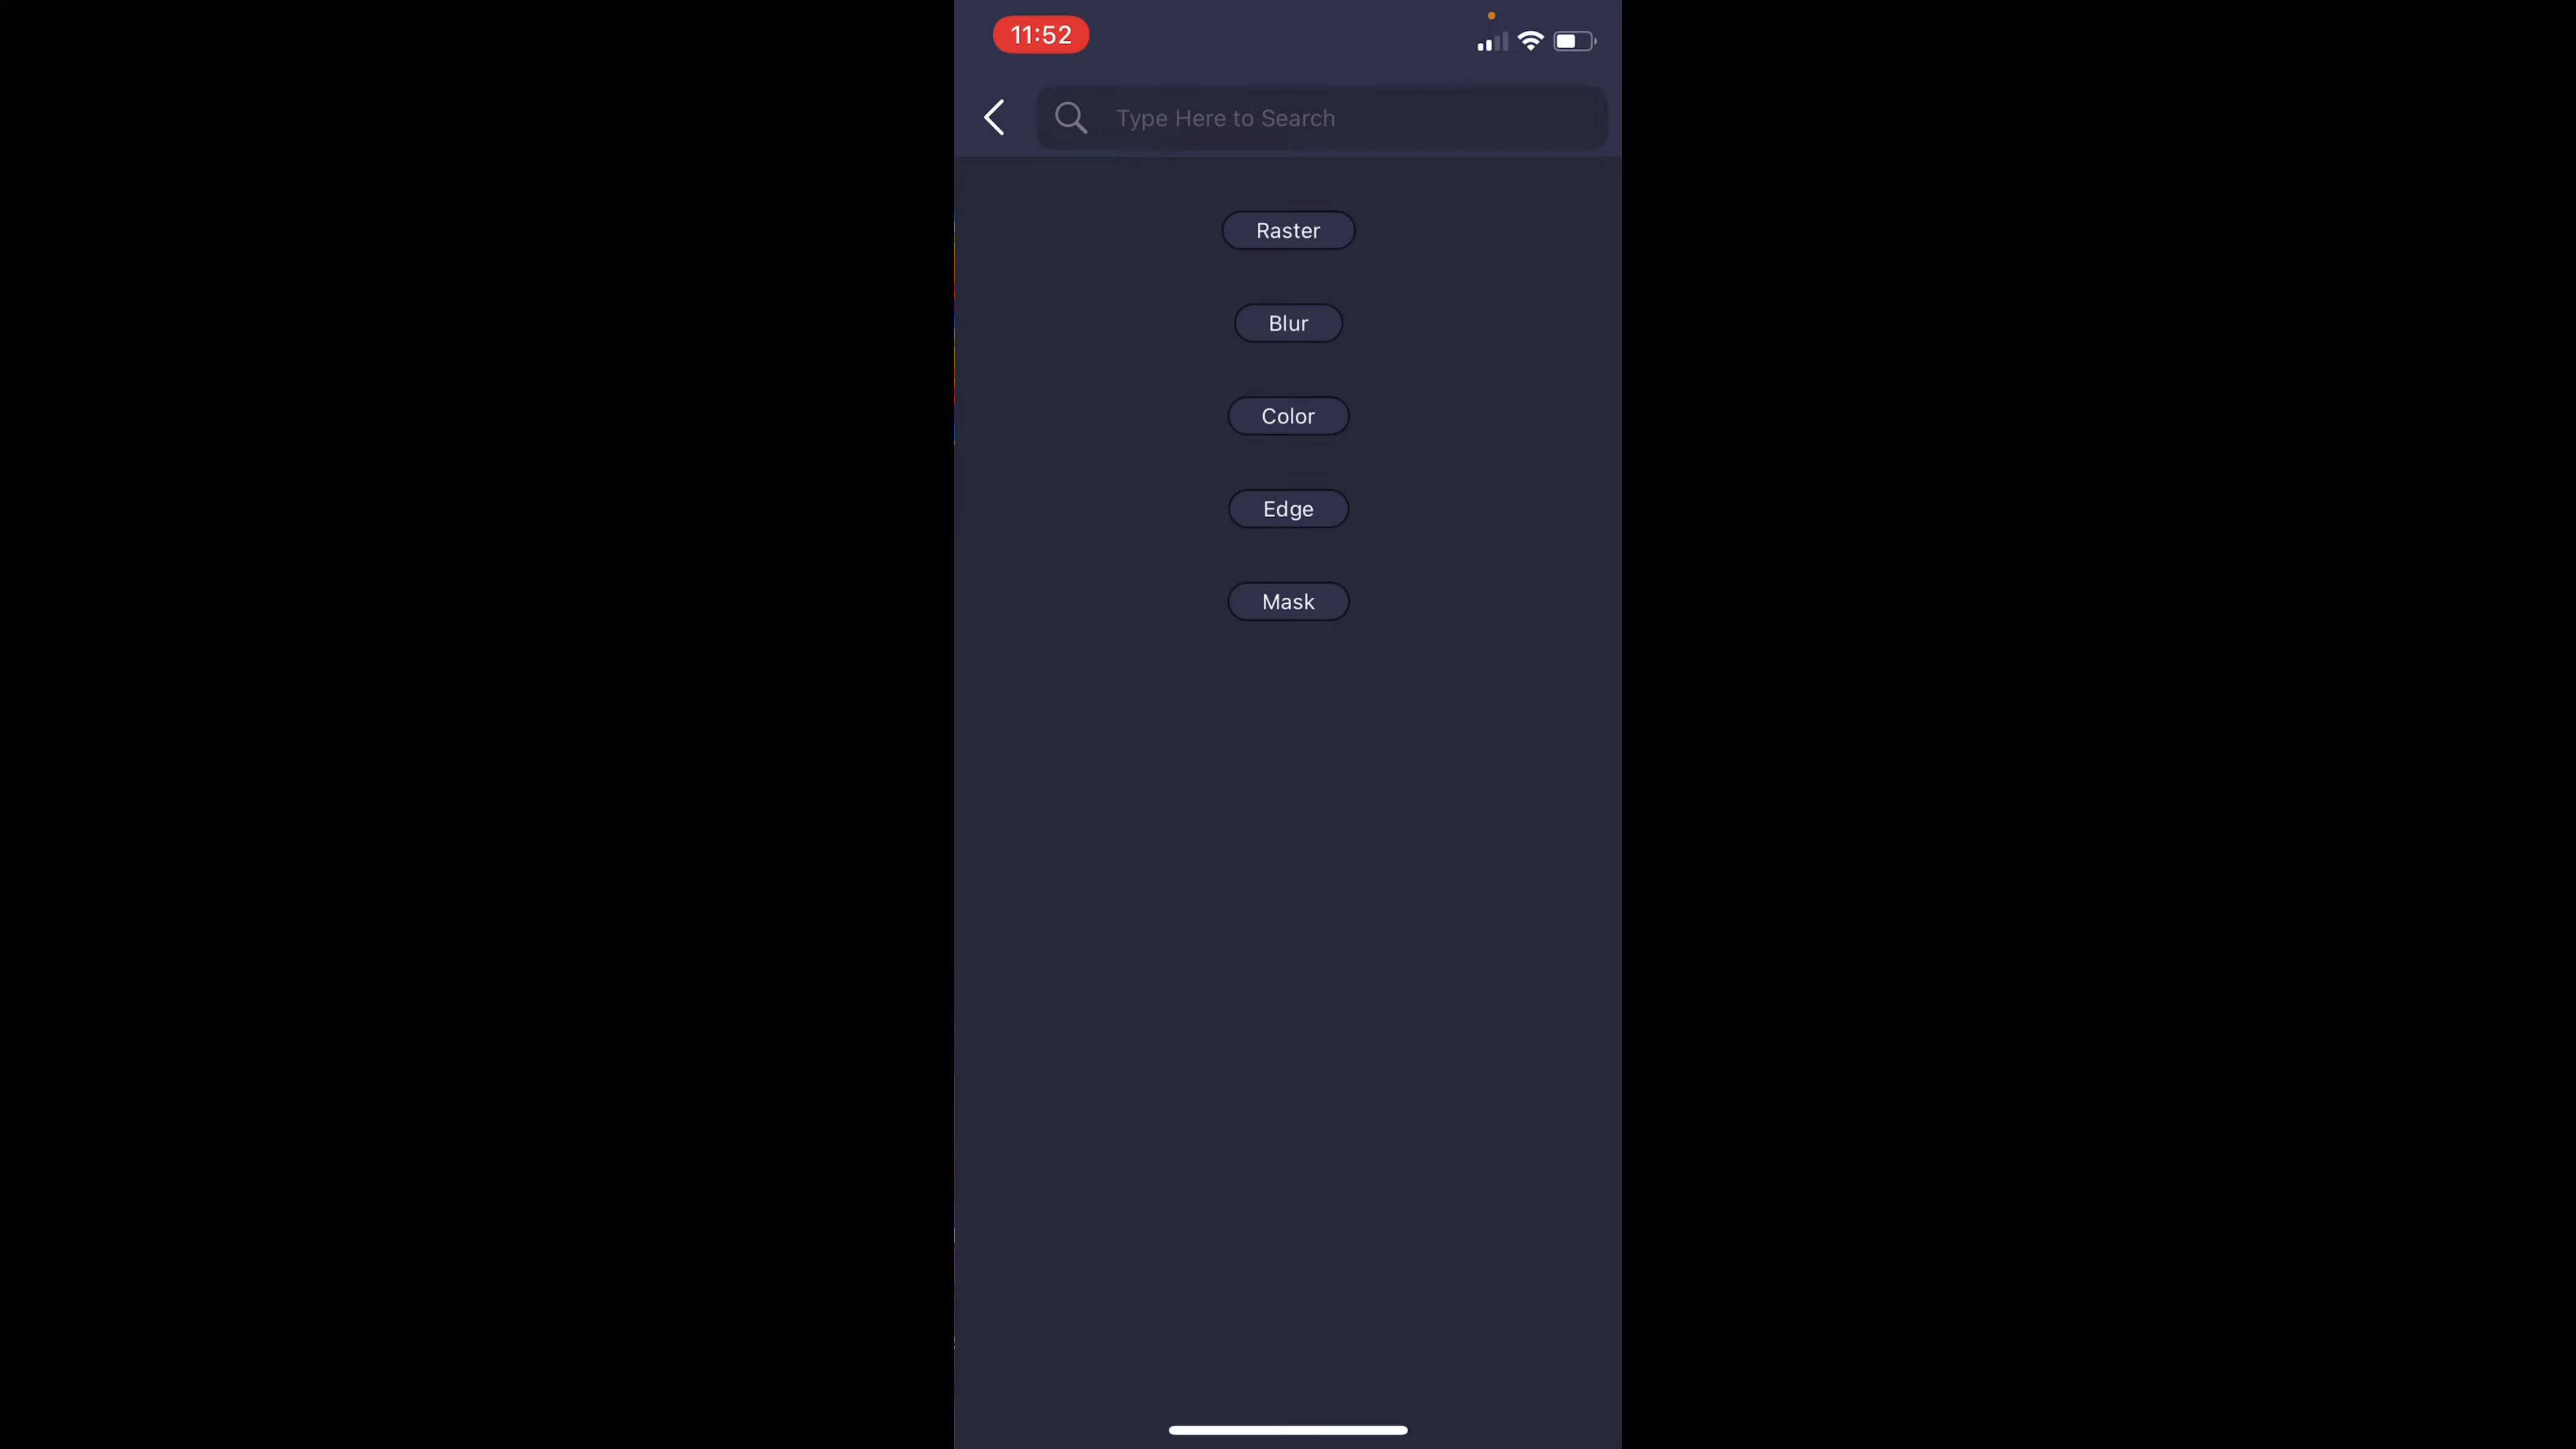 11:52
Type Here to Search
Raster
Blur
Color
Edge
Mask